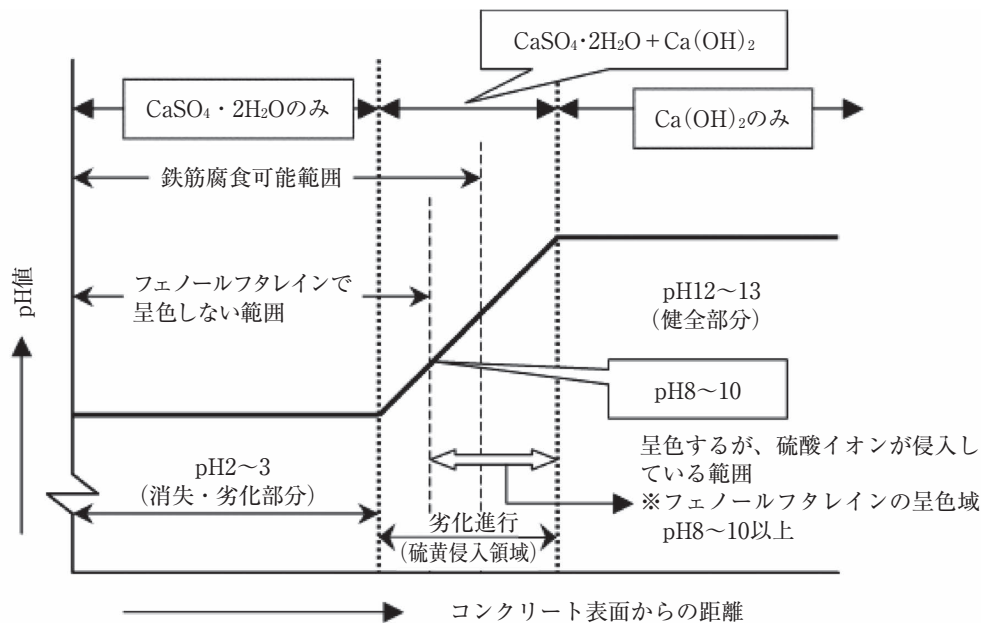 CaSO₄・2H₂O＋Ca(OH)₂
CaSO₄・2H₂Oのみ
Ca(OH)₂のみ
鉄筋腐食可能範囲
フェノールフタレインで
呈色しない範囲
pH値
pH12～13
(健全部分)
pH8～10
pH2～3
(消失・劣化部分)
呈色するが、硫酸イオンが侵入し
ている範囲
※フェノールフタレインの呈色域
pH8～10以上
劣化進行
(硫黄侵入領域)
コンクリート表面からの距離